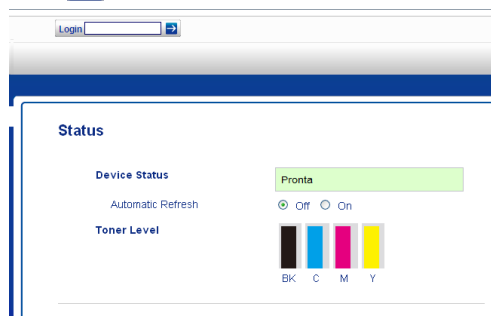 Login
Status
Device Status Pronta
Automatic Refresh Off On
Toner Level
BK C M Y